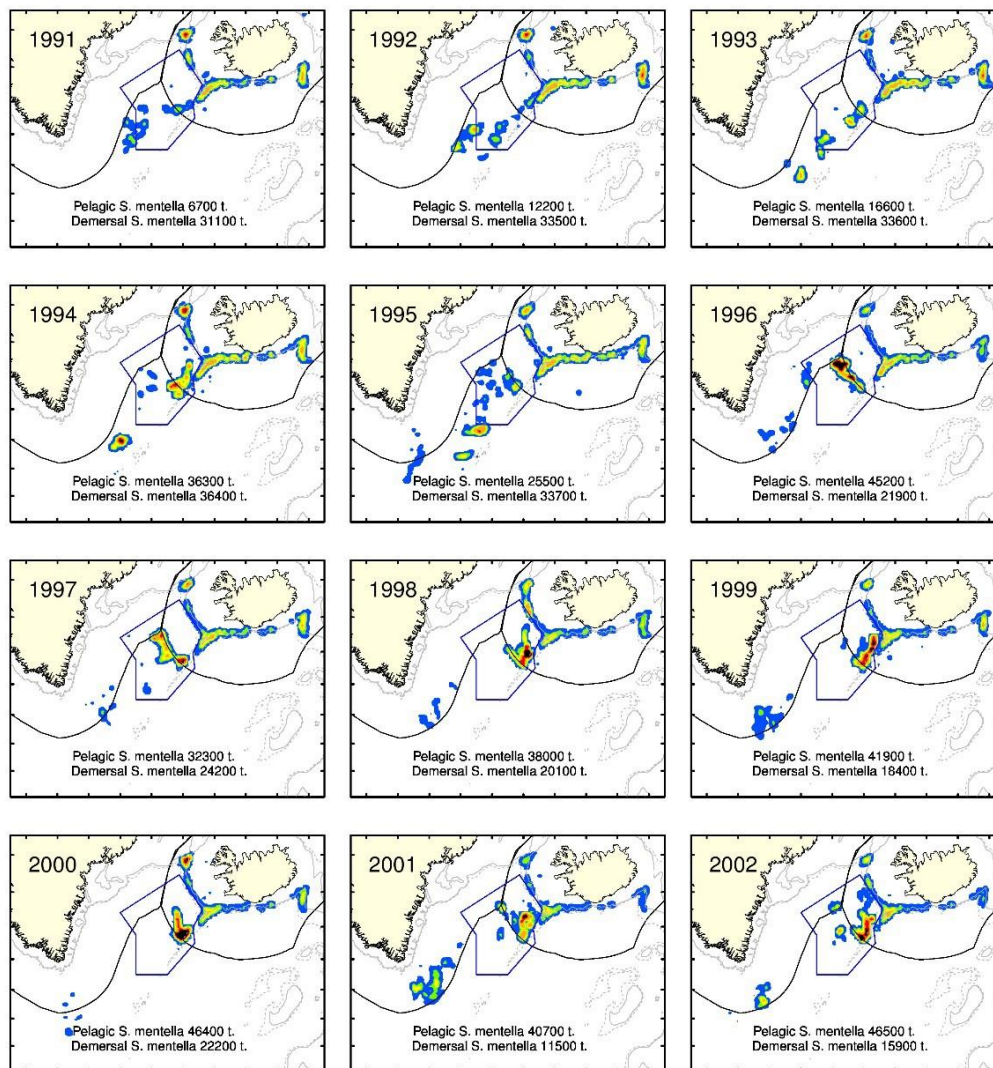 1991
Pelagic S. mentella 6700 t.
Demersal S. mentella 31100 t.
1992
Pelagic S. mentella 12200 t.
Demersal S. mentella 33500 t.
1993
Pelagic S. mentella 16600 t.
Demersal S. mentella 33600 t.
1994
Pelagic S. mentella 36300 t.
Demersal S. mentella 36400 t.
1995
Pelagic S. mentella 25500 t.
Demersal S. mentella 33700 t.
1996
Pelagic S. mentella 45200 t.
Demersal S. mentella 21900 t.
1997
Pelagic S. mentella 32300 t.
Demersal S. mentella 24200 t.
1998
Pelagic S. mentella 38000 t.
Demersal S. mentella 20100 t.
1999
Pelagic S. mentella 41900 t.
Demersal S. mentella 18400 t.
2000
Pelagic S. mentella 46400 t.
Demersal S. mentella 22200 t.
2001
Pelagic S. mentella 40700 t.
Demersal S. mentella 11500 t.
2002
Pelagic S. mentella 46500 t.
Demersal S. mentella 15900 t.